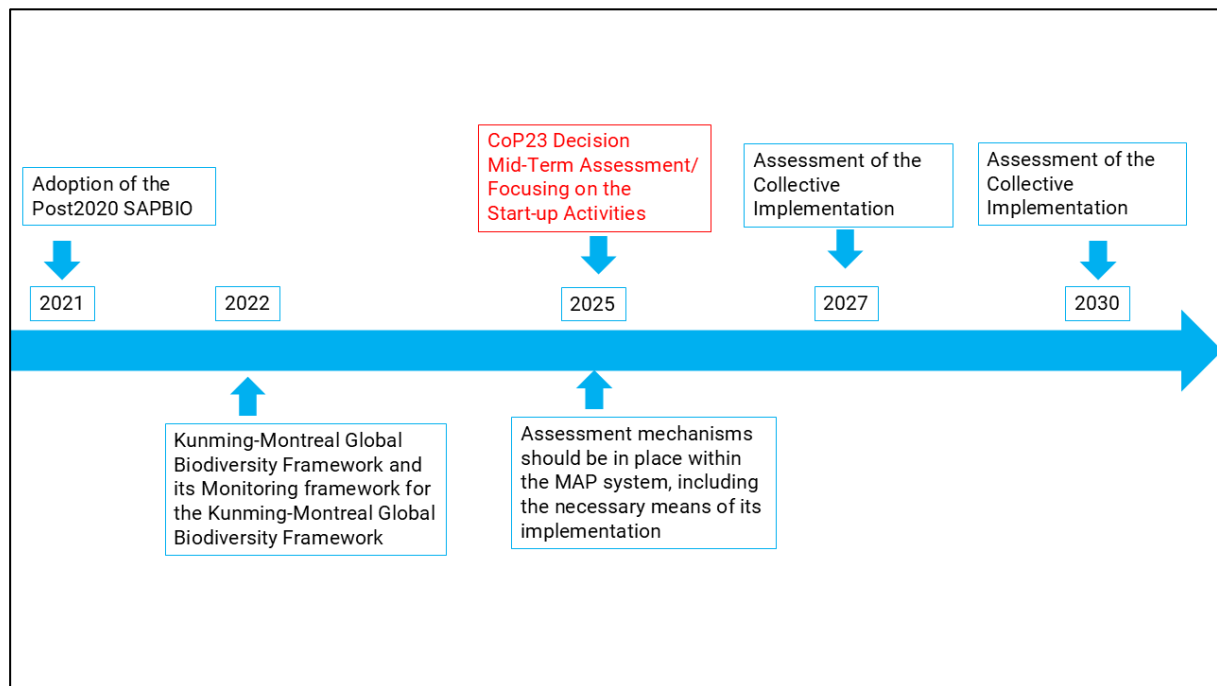 CoP23 Decision
Mid-Term Assessment/
Focusing on the
Start-up Activities
Assessment of the
Collective
Implementation
Assessment of the
Collective
Implementation
Adoption of the
Post2020 SAPBIO
2021
2022
2025
2027
2030
Kunming-Montreal Global
Biodiversity Framework and
its Monitoring framework for
the Kunming-Montreal Global
Biodiversity Framework
Assessment mechanisms
should be in place within
the MAP system, including
the necessary means of its
implementation